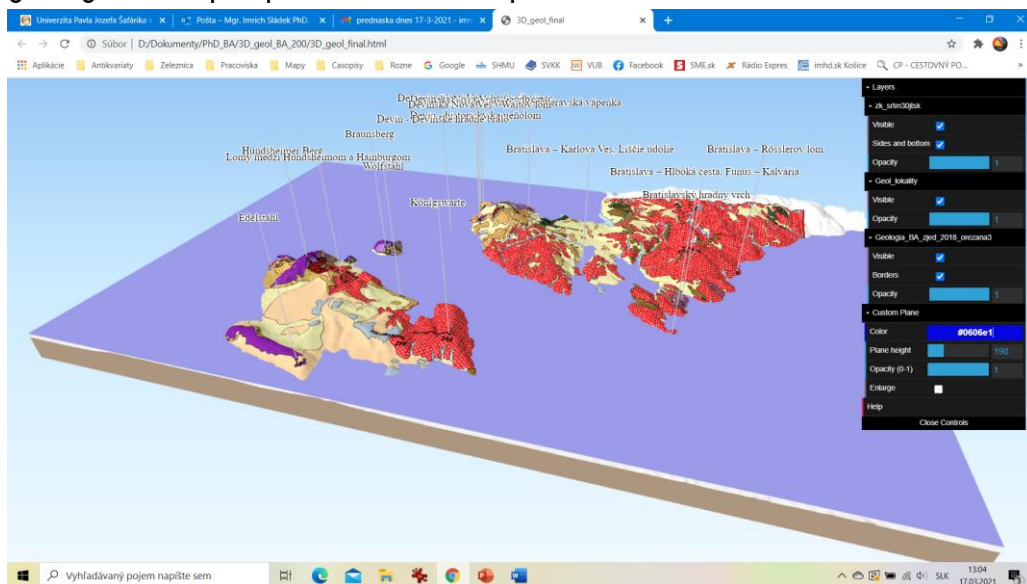 Univerzita Pavla Jozefa Šafárika v
Pošta – Mgr. Imrich Sládek PhD.
prednaska dnes 17-3-2021 - imr
3D_geol_final
Súbor | D:/Dokumenty/PhD_BA/3D_geol_BA_200/3D_geol_final.html
Aplikácie Antikvariaty Zeleznica Pracoviska Mapy Casopisy Rozne Google SHMU SVKK VUB Facebook SME.sk Rádio Expres imhd.sk Košice CP - CESTOVNÝ PO...
Braunsberg
Hundsheimer Berg
Lomy medzi Hundsheimom a Hainburgom
Wolfsthal
Edelstahl
Königswarte
Bratislava – Karlova Ves. Líščie údolie
Bratislava – Rösslerov lom
Bratislava – Hlboká cesta. Funus – Kalvária
Bratislavský hradný vrch
Layers
zk_srtm30jtsk
Visible
Sides and bottom
Opacity 1
Geol_lokality
Visible
Opacity 1
Geologia_BA_zjed_2018_orezana3
Visible
Borders
Opacity 1
Custom Plane
Color #0606e1
Plane height 198
Opacity (0-1) 1
Enlarge
Help
Close Controls
Vyhľadávaný pojem napíšte sem
SLK
13:04
17.03.2021